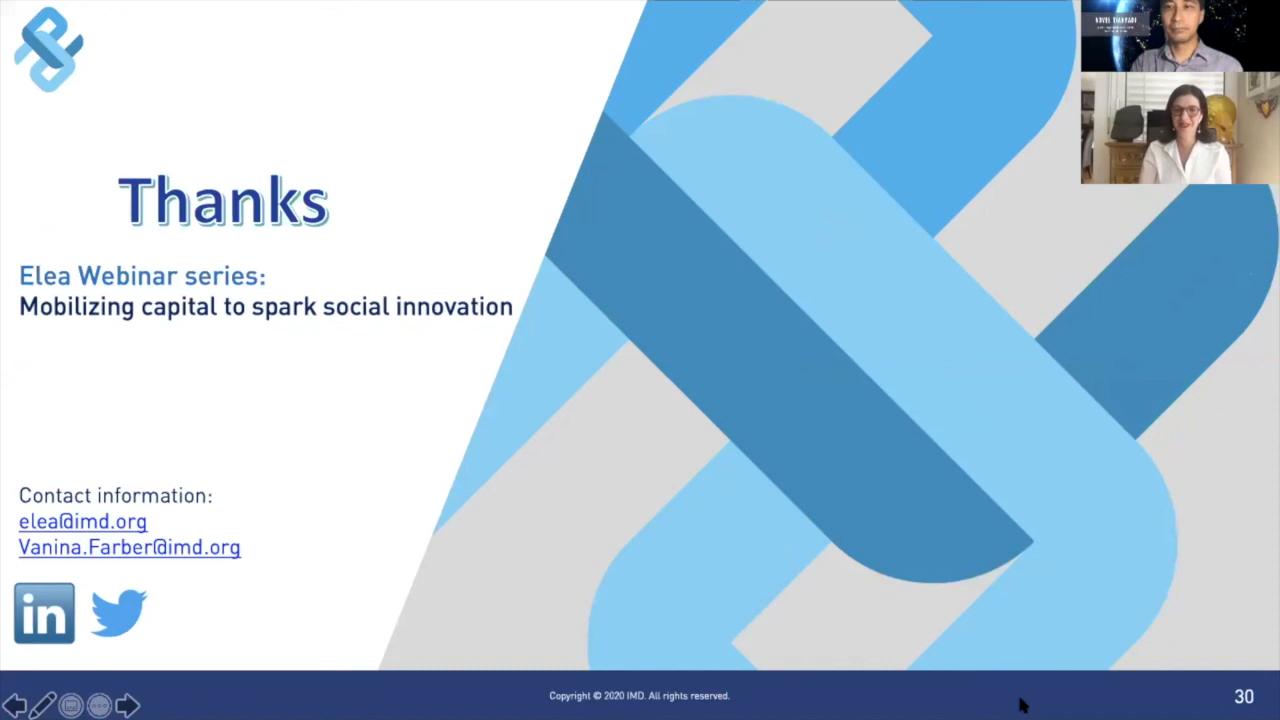 Thanks
Elea Webinar series:
Mobilizing capital to spark social innovation
Contact information:
elea@imd.org
Vanina.Farber@imd.org
in
Copyright © 2020 IMD. All rights reserved.
30